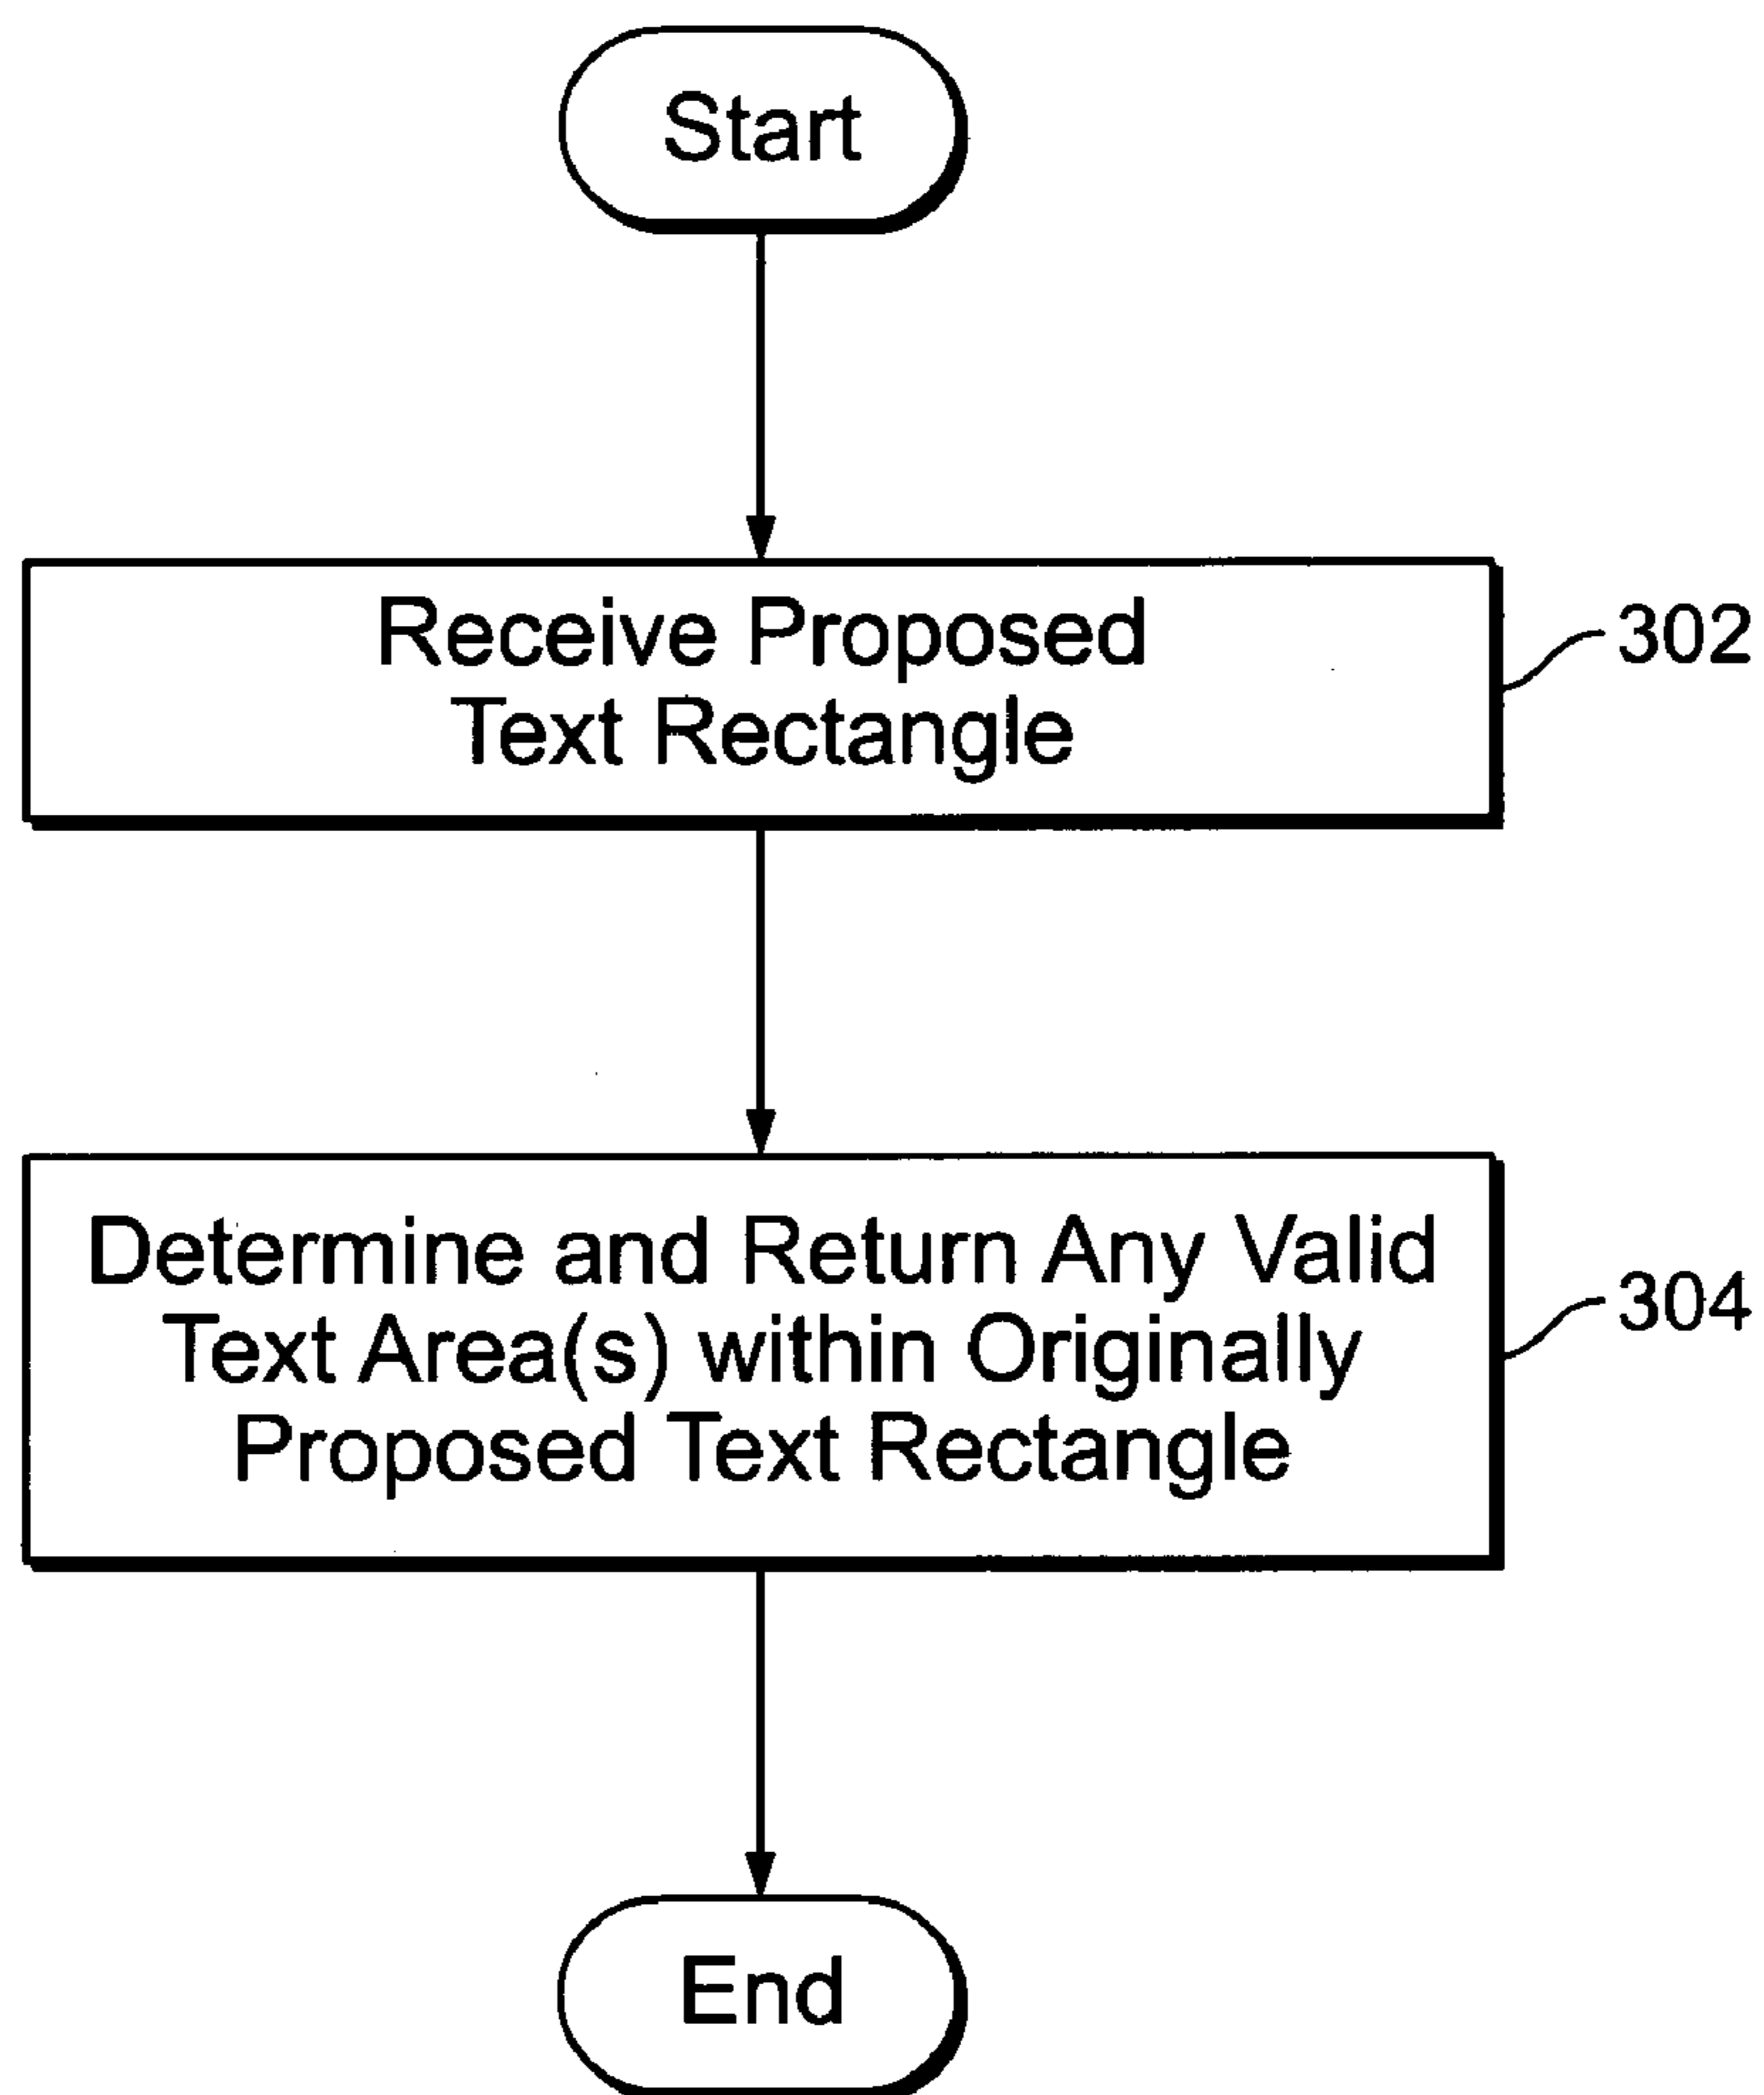 Start
Receive Proposed
Text Rectangle
302
Determine and Return Any Valid
Text Area(s) within Originally
Proposed Text Rectangle
304
End